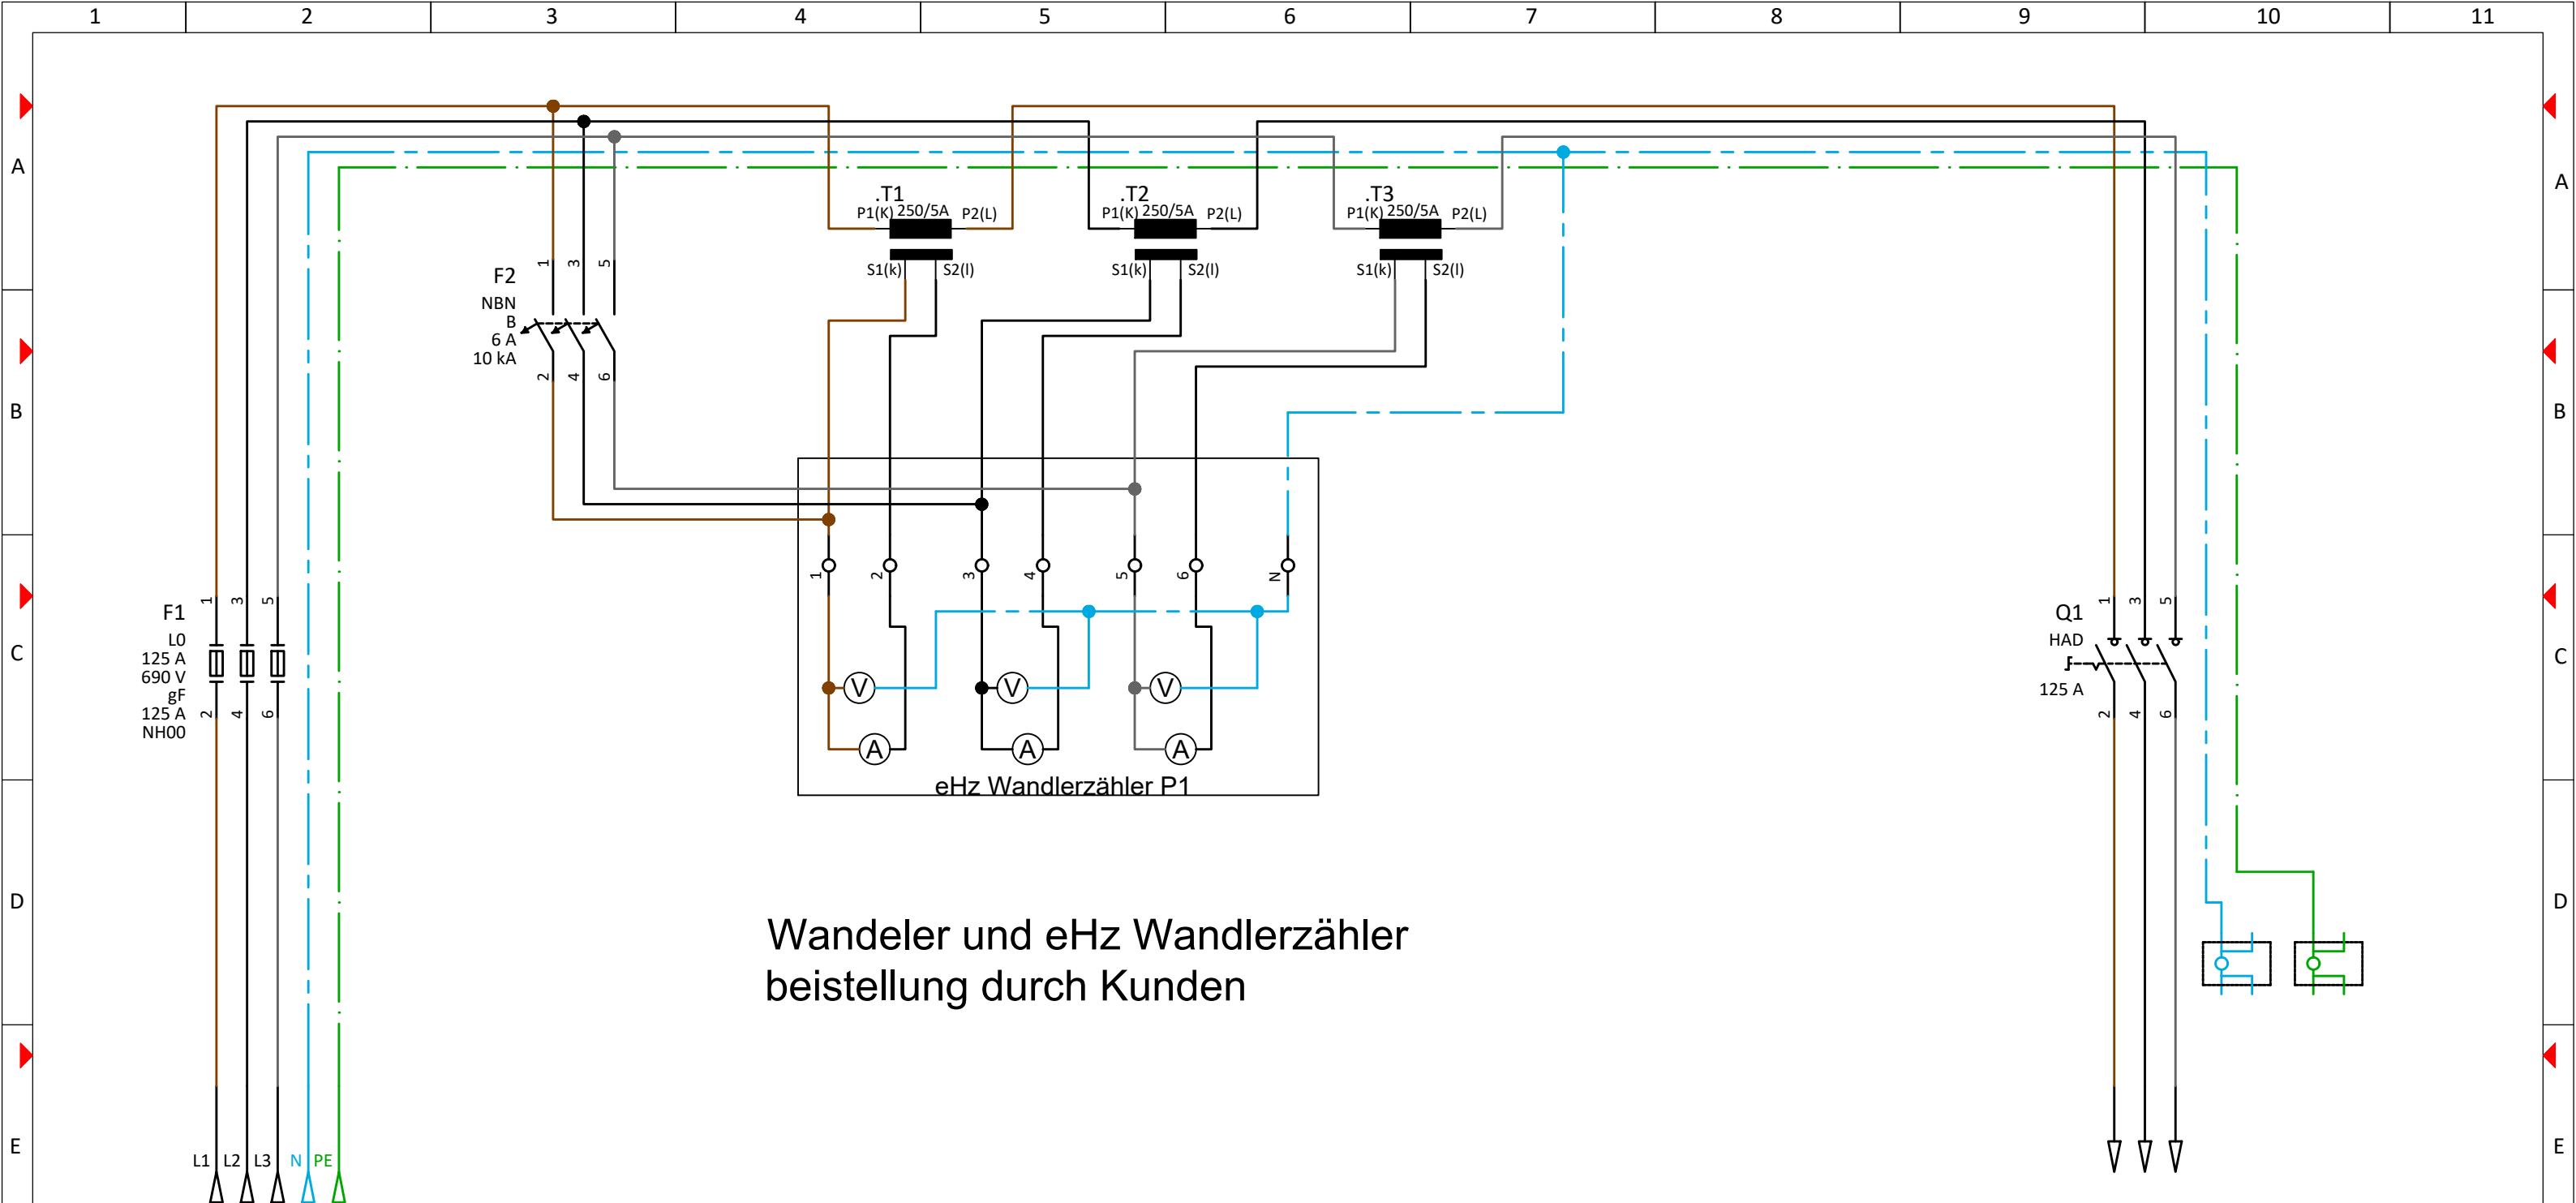 1 2 3 4 5 6 7 8 9 10 11
A A
.T1 .T2 .T3
P1(K) 250/5A P2(L) P1(K) 250/5A P2(L) P1(K) 250/5A P2(L)
S1(k) S2(l) S1(k) S2(l) S1(k) S2(l)
1 3 5
F2
NBN
B
6 A
10 kA
2 4 6
B B
1 2 3 4 5 6 N
F1
1 3 5
L0
125 A
690 V
gF
125 A
NH00
2 4 6
C C
V V V
A A A
eHz Wandlerzähler P1
Q1
1 3 5
HAD
125 A
2 4 6
D D
Wandeler und eHz Wandlerzähler
beistellung durch Kunden
E E
L1 L2 L3 N PE